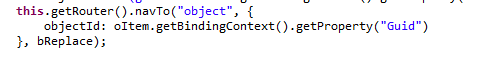 this.getRouter().navTo("object", {
    objectId: oItem.getBindingContext().getProperty("Guid")
}, bReplace);